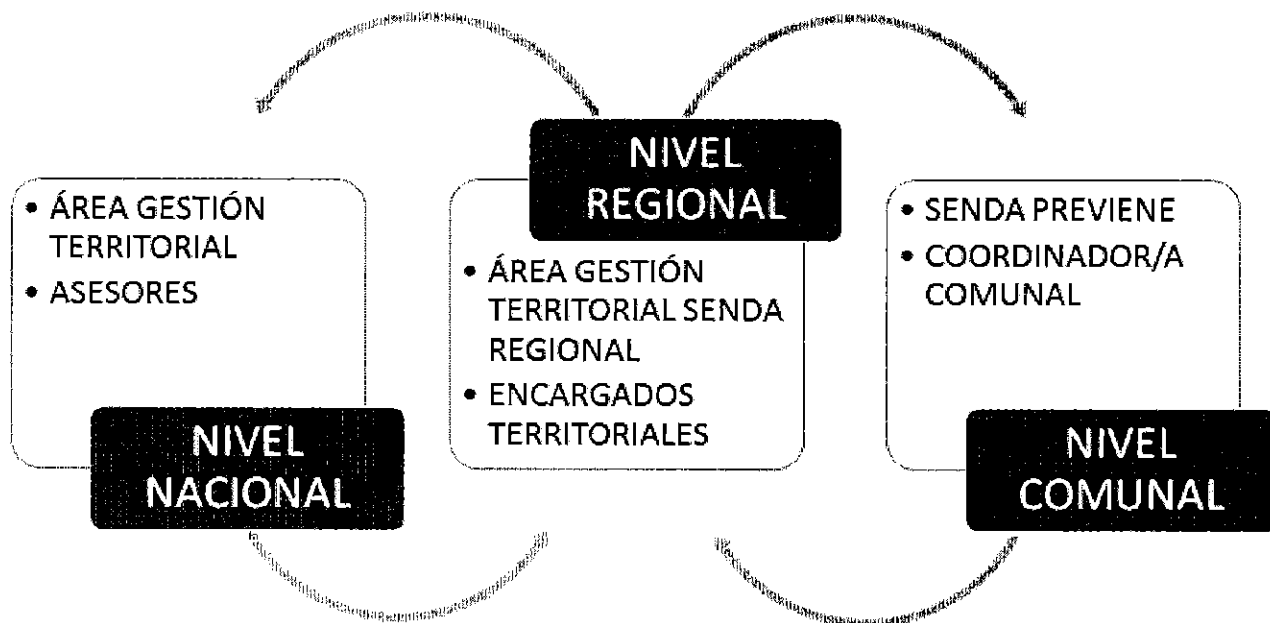 • ÁREA GESTIÓN
TERRITORIAL
• ASESORES
NIVEL
NACIONAL
NIVEL
REGIONAL
• ÁREA GESTIÓN
TERRITORIAL SENDA
REGIONAL
• ENCARGADOS
TERRITORIALES
• SENDA PREVIENE
• COORDINADOR/A
COMUNAL
NIVEL
COMUNAL